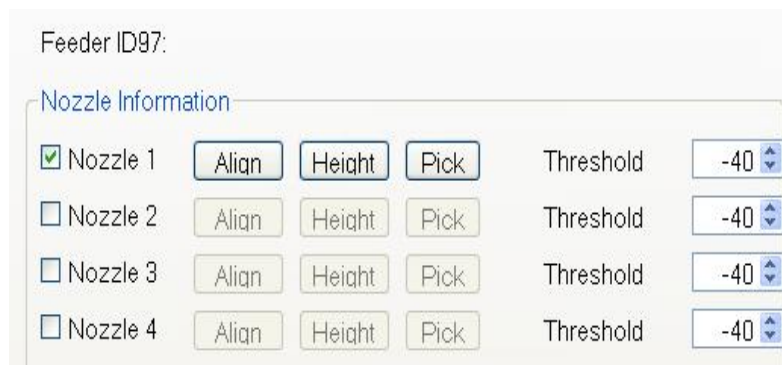 Feeder ID97:
Nozzle Information
Nozzle 1 Align Height Pick Threshold -40
Nozzle 2 Align Height Pick Threshold -40
Nozzle 3 Align Height Pick Threshold -40
Nozzle 4 Align Height Pick Threshold -40